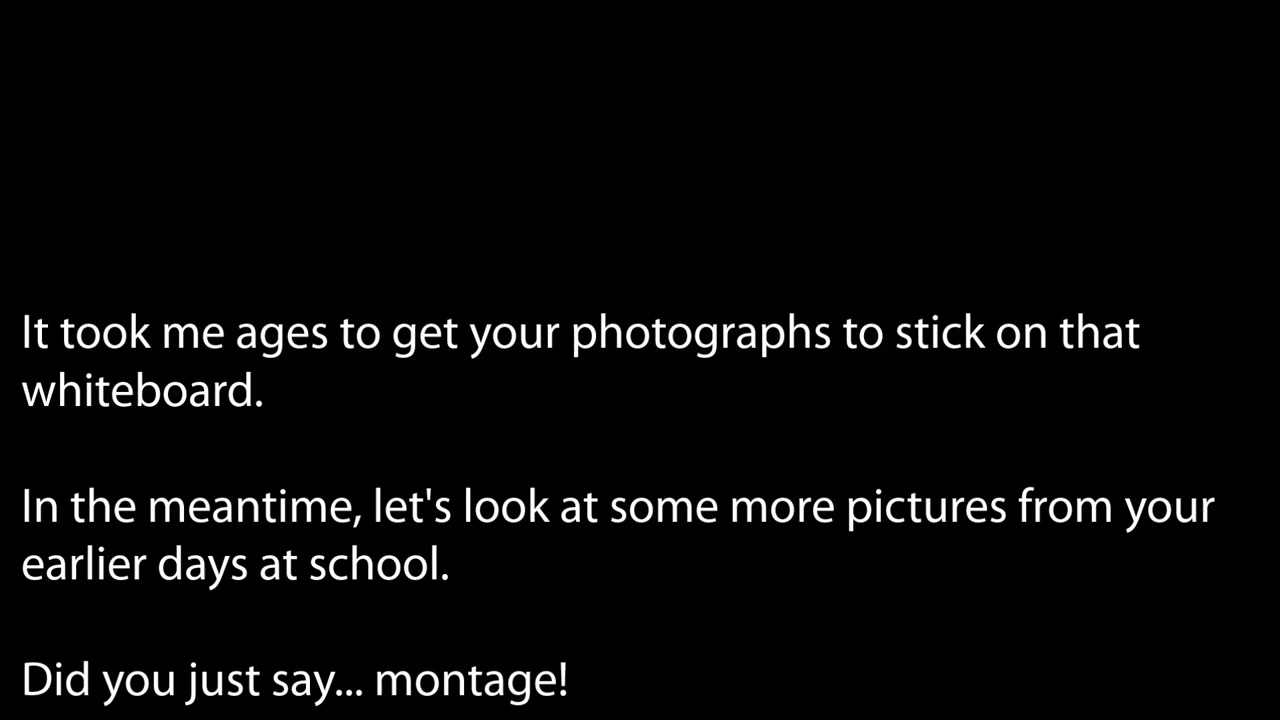 It took me ages to get your photographs to stick on that
whiteboard.
In the meantime, let's look at some more pictures from your
earlier days at school.
Did you just say... montage!